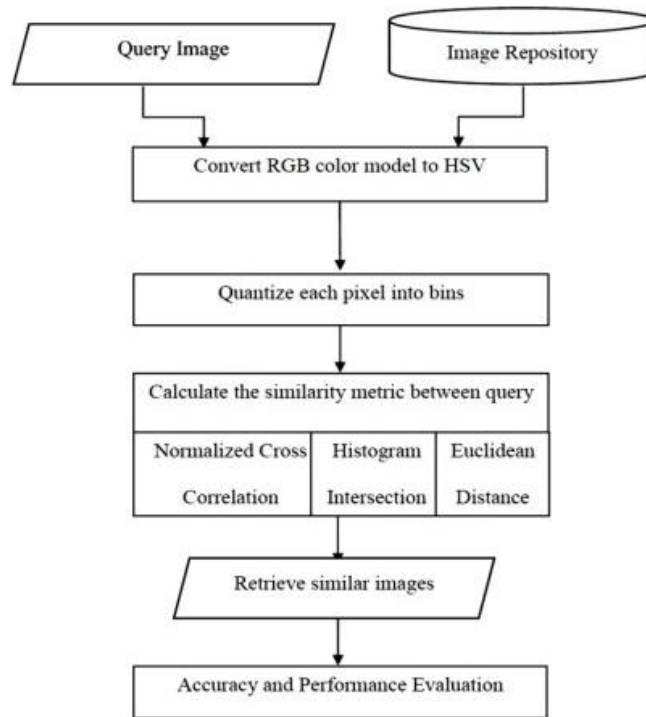 Query Image
Image Repository
Convert RGB color model to HSV
Quantize each pixel into bins
Calculate the similarity metric between query
Normalized Cross
Correlation
Histogram
Intersection
Euclidean
Distance
Retrieve similar images
Accuracy and Performance Evaluation